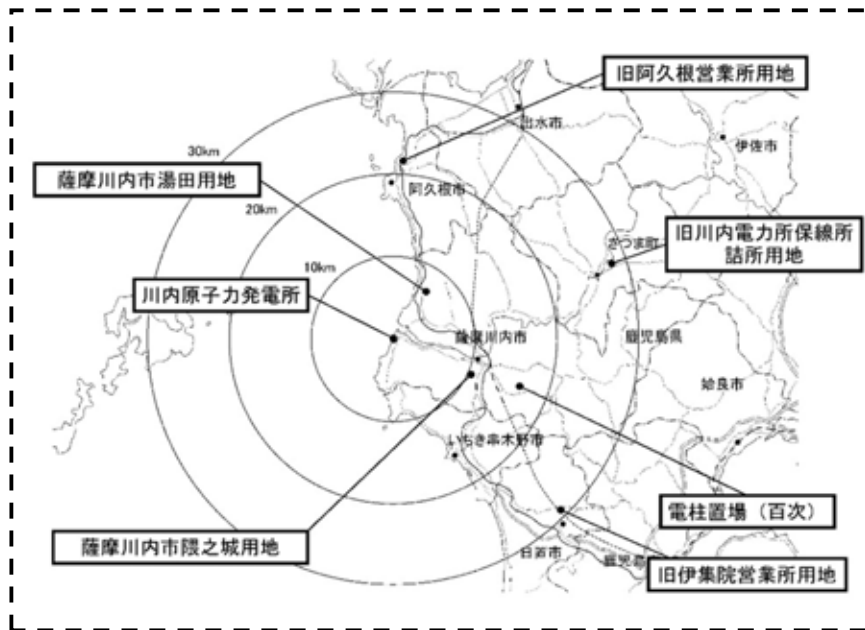 旧阿久根営業所用地
出水市
30km
伊佐市
薩摩川内市湯田用地
阿久根市
20km
さつま町
旧川内電力所保線所
詰所用地
10km
川内原子力発電所
薩摩川内市
鹿児島県
姶良市
いちき串木野市
電柱置場（百次）
薩摩川内市隈之城用地
日置市
鹿児島
旧伊集院営業所用地